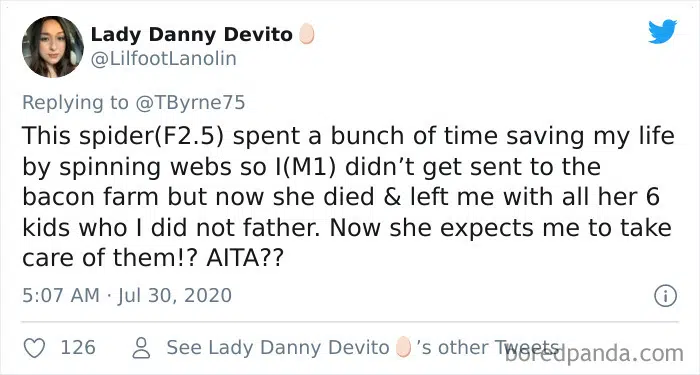 Lady Danny Devito🥚
@LilfootLanolin
Replying to @TByrne75
This spider(F2.5) spent a bunch of time saving my life
by spinning webs so I(M1) didn’t get sent to the
bacon farm but now she died & left me with all her 6
kids who I did not father. Now she expects me to take
care of them!? AITA??
5:07 AM · Jul 30, 2020
126 See Lady Danny Devito🥚’s other Tweets
boredpanda.com